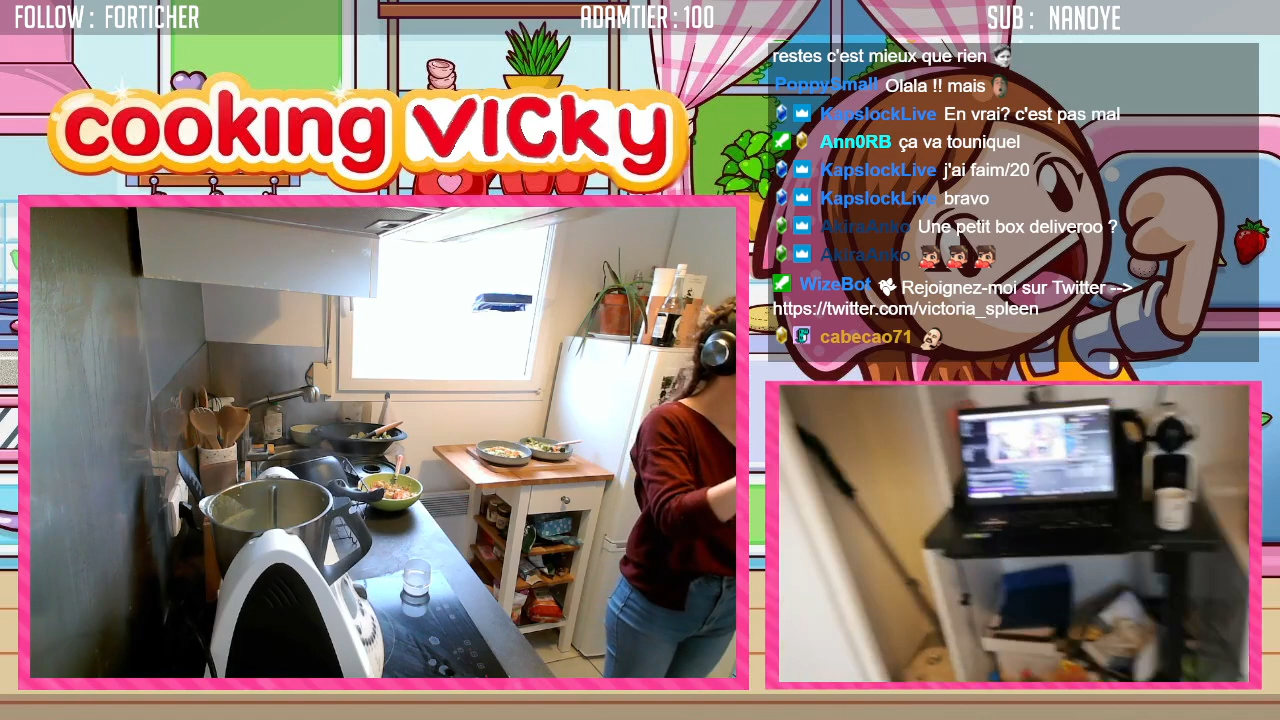 FOLLOW : FORTICHER
ADAMTIER : 100
SUB : NANOYE
cooking VICKY
restes c'est mieux que rien
PoppySmall Olala !! mais
KapslockLive En vrai? c'est pas mal
Ann0RB ça va touniquel
KapslockLive j'ai faim/20
KapslockLive bravo
AkiraAnko Une petit box deliveroo ?
AkiraAnko
WizeBot Rejoignez-moi sur Twitter -->
https://twitter.com/victoria_spleen
cabecao71